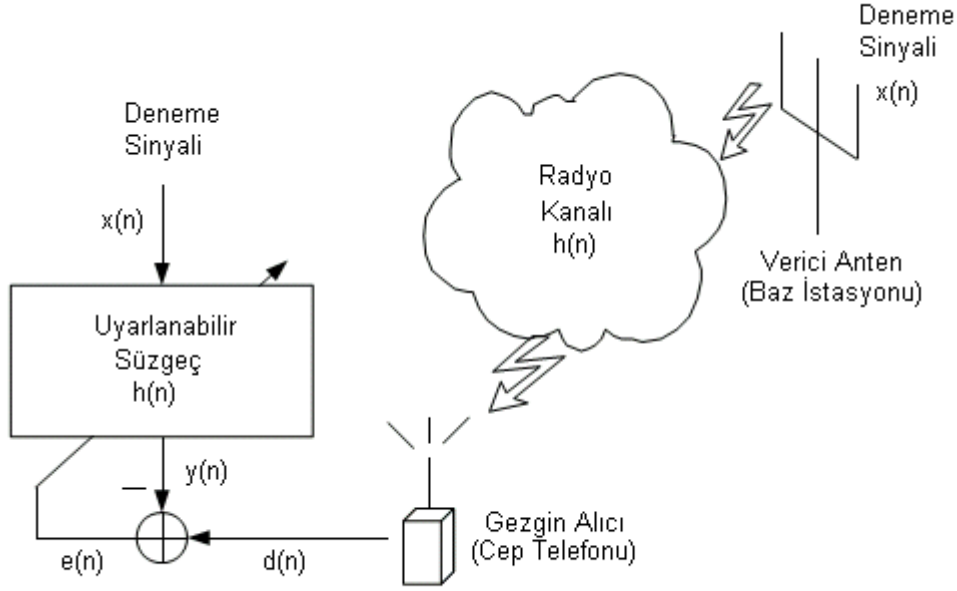 Deneme
Sinyali
x(n)
Deneme
Sinyali
x(n)
Radyo
Kanalı
h(n)
Verici Anten
(Baz İstasyonu)
Uyarlanabilir
Süzgeç
h(n)
y(n)
—
e(n)
d(n)
Gezgin Alıcı
(Cep Telefonu)